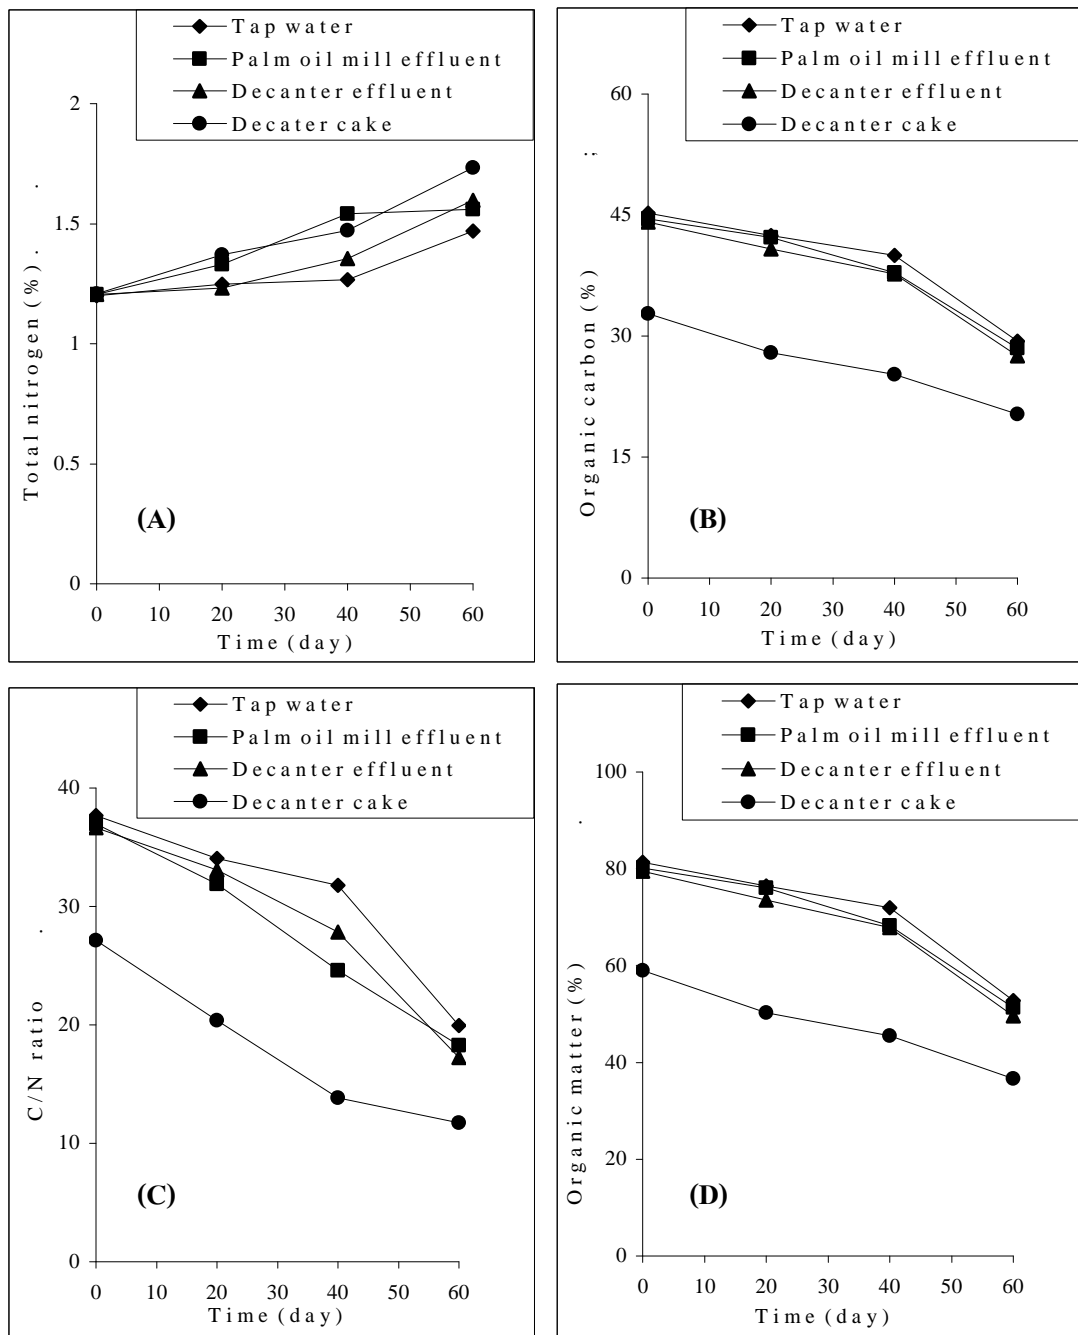 Tap water
Palm oil mill effluent
Decanter effluent
Decater cake
2
1.5
1
0.5
0
Total nitrogen (%)
(A)
0 10 20 30 40 50 60
Time (day)
Tap water
Palm oil mill effluent
Decanter effluent
Decanter cake
60
45
30
15
0
Organic carbon (%)
(B)
0 10 20 30 40 50 60
Time (day)
Tap water
Palm oil mill effluent
Decanter effluent
Decanter cake
40
30
20
10
0
C/N ratio
(C)
0 10 20 30 40 50 60
Time (day)
Tap water
Palm oil mill effluent
Decanter effluent
Decanter cake
100
80
60
40
20
0
Organic matter (%)
(D)
0 10 20 30 40 50 60
Time (day)